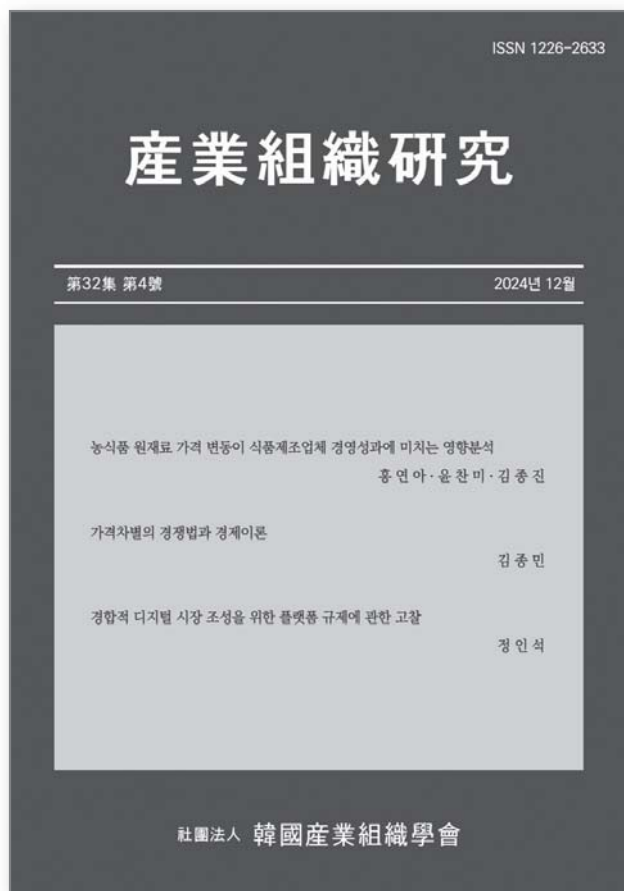 ISSN 1226-2633
産業組織研究
第32集 第4號
2024년 12월
농식품 원재료 가격 변동이 식품제조업체 경영성과에 미치는 영향분석
홍연아·윤찬미·김종진
가격차별의 경쟁법과 경제이론
김종민
경합적 디지털 시장 조성을 위한 플랫폼 규제에 관한 고찰
정인석
社團法人 韓國産業組織學會